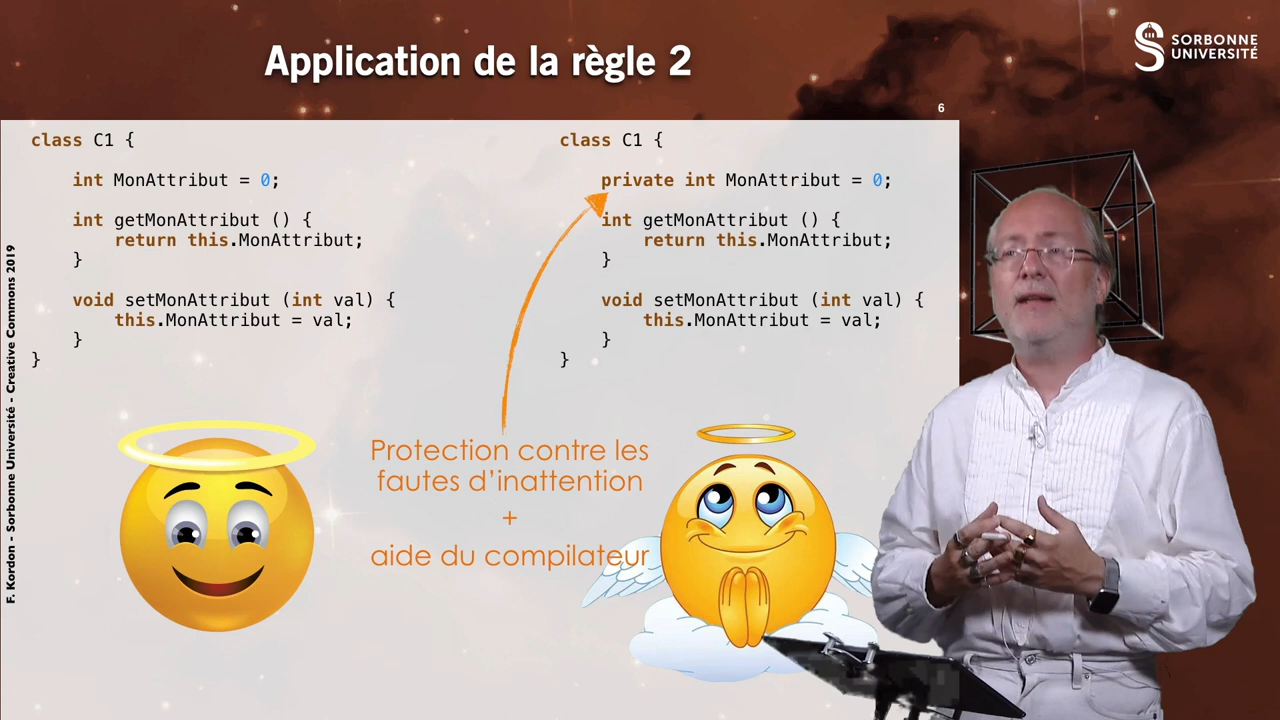 Application de la règle 2
SORBONNE
UNIVERSITÉ
6
class C1 {
int MonAttribut = 0;
int getMonAttribut () {
return this.MonAttribut;
}
void setMonAttribut (int val) {
this.MonAttribut = val;
}
}
class C1 {
private int MonAttribut = 0;
int getMonAttribut () {
return this.MonAttribut;
}
void setMonAttribut (int val) {
this.MonAttribut = val;
}
}
Protection contre les
fautes d'inattention
+
aide du compilateur
F. Kordon - Sorbonne Université - Creative Commons 2019